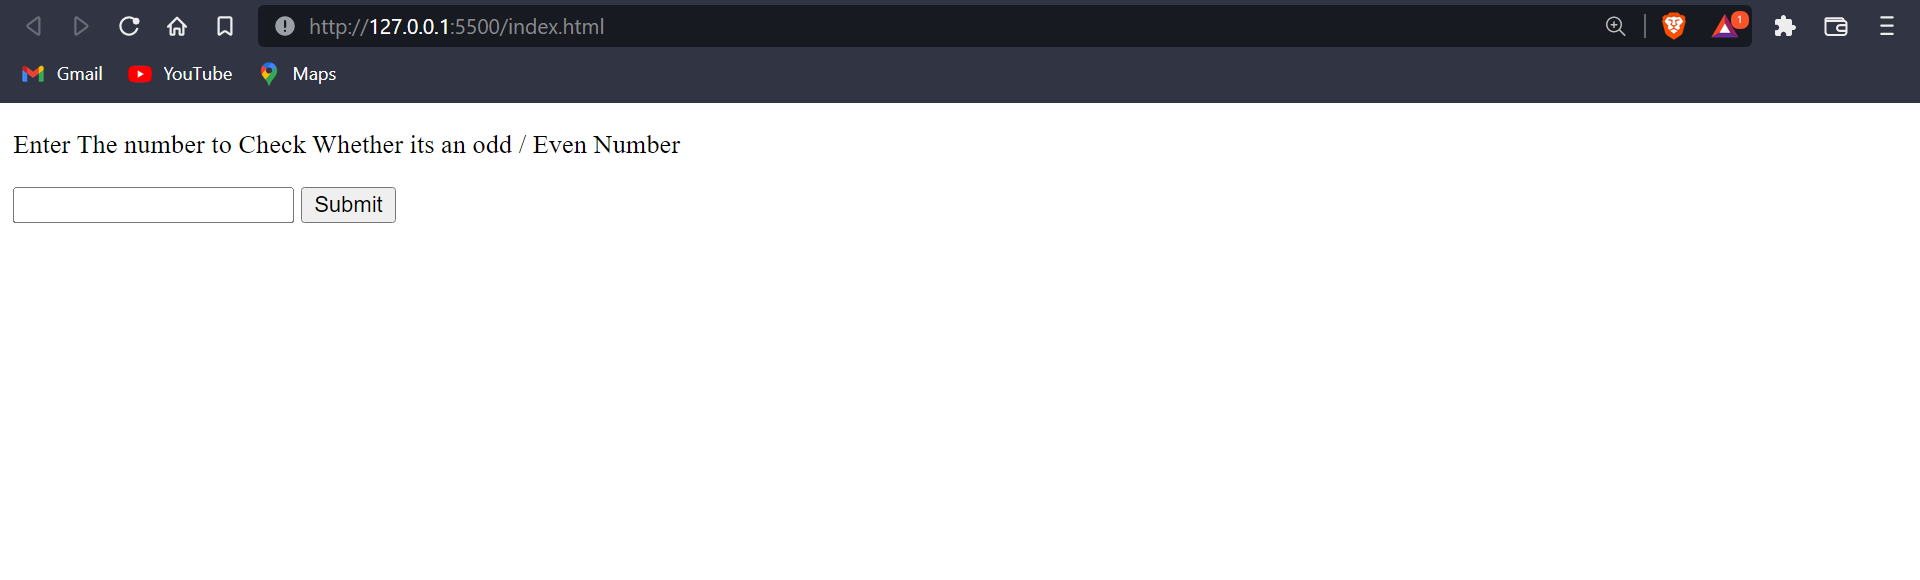 http://127.0.0.1:5500/index.html
1
Gmail YouTube Maps
Enter The number to Check Whether its an odd / Even Number
Submit